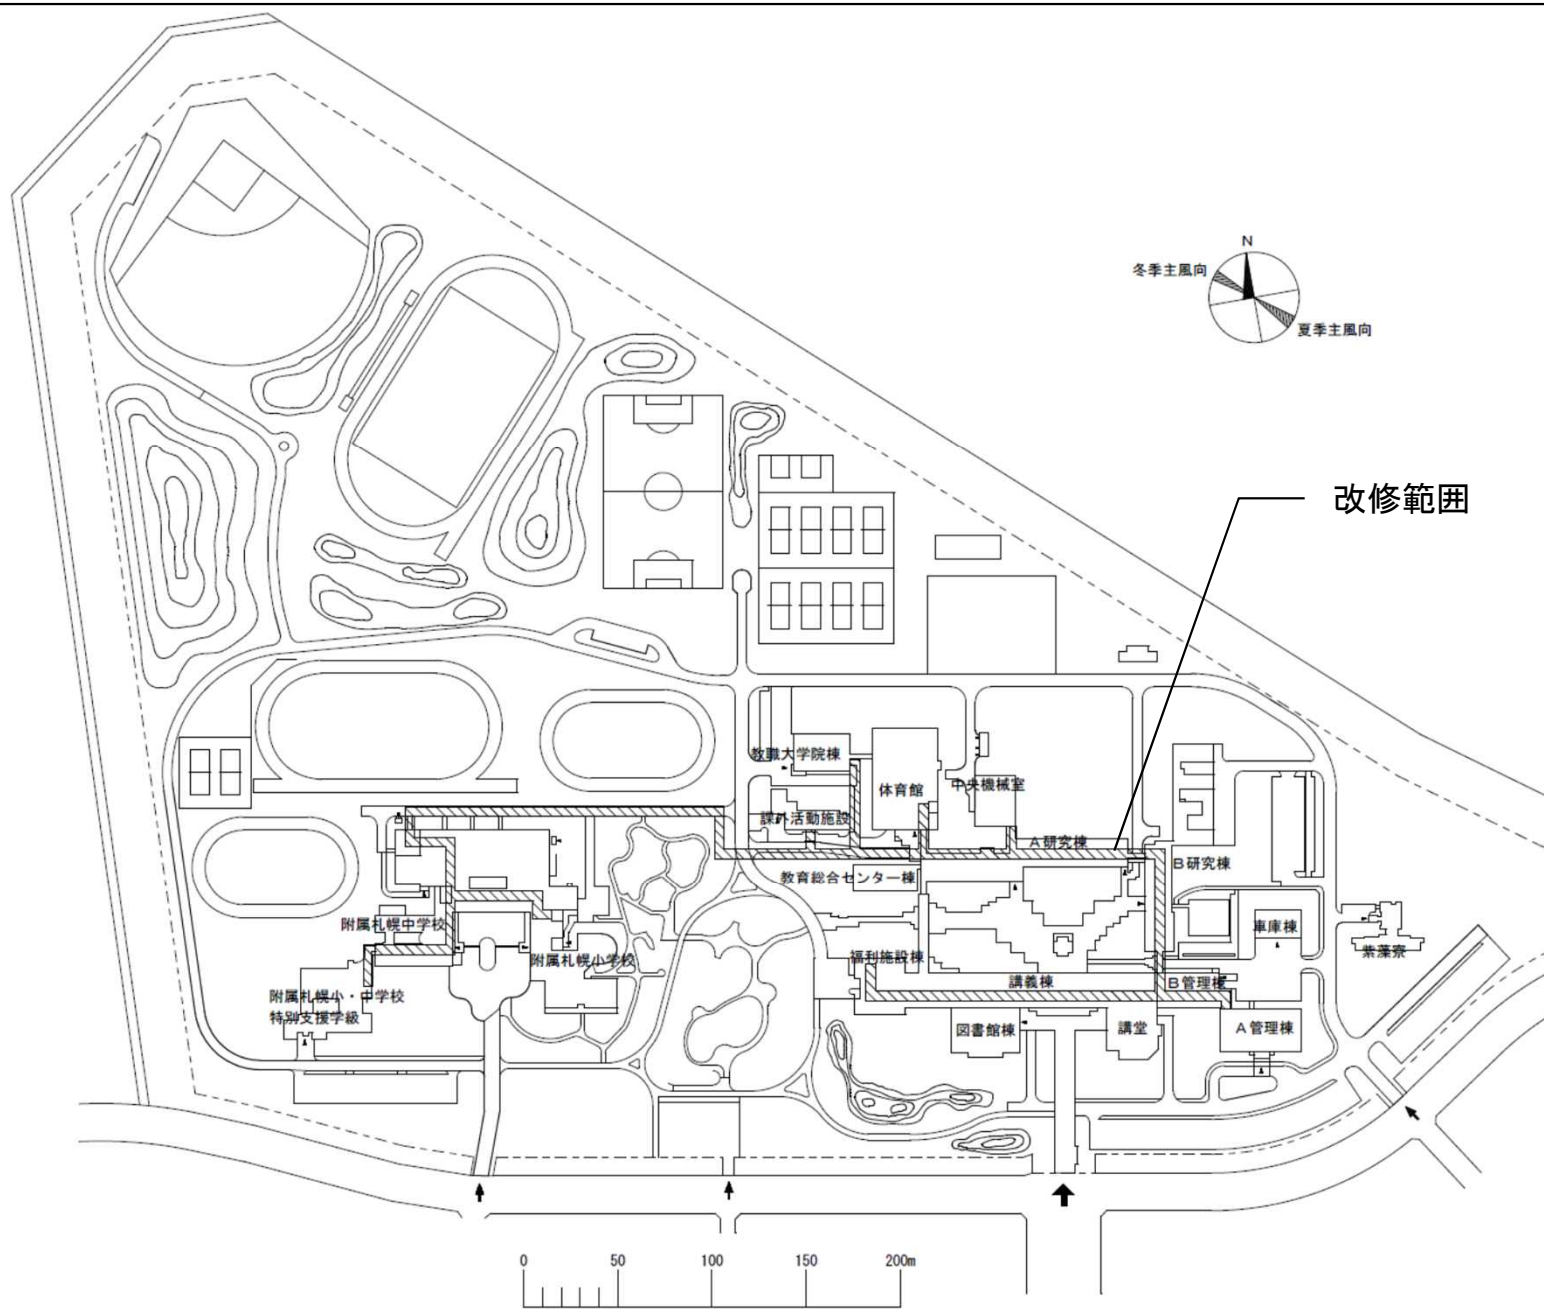 N
冬季主風向
夏季主風向
改修範囲
教職大学院棟
体育館
中央機械室
課外活動施設
A研究棟
B研究棟
教育総合センター棟
附属札幌中学校
附属札幌小学校
車庫棟
紫藻寮
福利施設棟
講義棟
B管理棟
附属札幌小・中学校
特別支援学級
図書館棟
講堂
A管理棟
0 50 100 150 200m